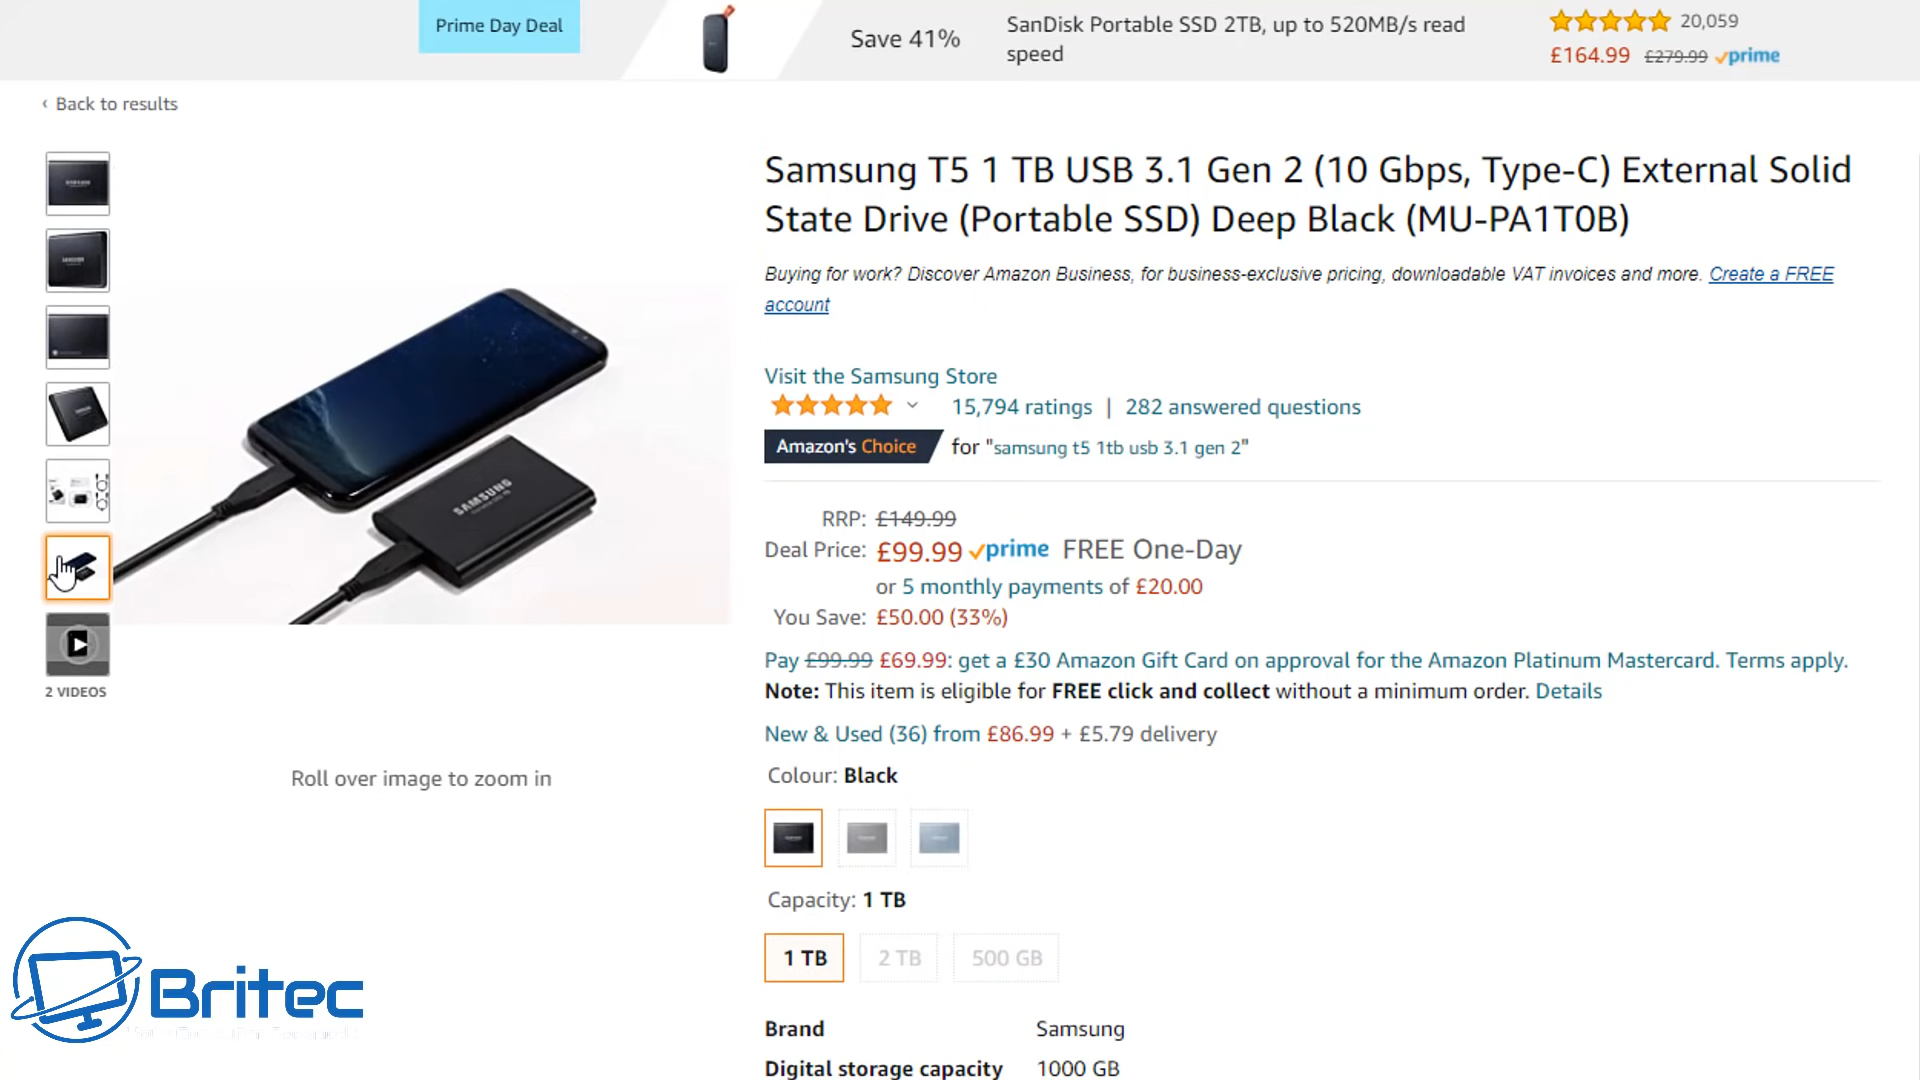 Prime Day Deal
Save 41%
SanDisk Portable SSD 2TB, up to 520MB/s read
speed
20,059
£164.99 £279.99 prime
‹ Back to results
Samsung T5 1 TB USB 3.1 Gen 2 (10 Gbps, Type-C) External Solid
State Drive (Portable SSD) Deep Black (MU-PA1T0B)
Buying for work? Discover Amazon Business, for business-exclusive pricing, downloadable VAT invoices and more. Create a FREE
account
Visit the Samsung Store
15,794 ratings | 282 answered questions
Amazon's Choice for "samsung t5 1tb usb 3.1 gen 2"
RRP: £149.99
Deal Price: £99.99 prime FREE One-Day
or 5 monthly payments of £20.00
You Save: £50.00 (33%)
Pay £99.99 £69.99: get a £30 Amazon Gift Card on approval for the Amazon Platinum Mastercard. Terms apply.
Note: This item is eligible for FREE click and collect without a minimum order. Details
New & Used (36) from £86.99 + £5.79 delivery
Colour: Black
Capacity: 1 TB
1 TB 2 TB 500 GB
Brand Samsung
Digital storage capacity 1000 GB
SAMSUNG
2 VIDEOS
Roll over image to zoom in
Britec